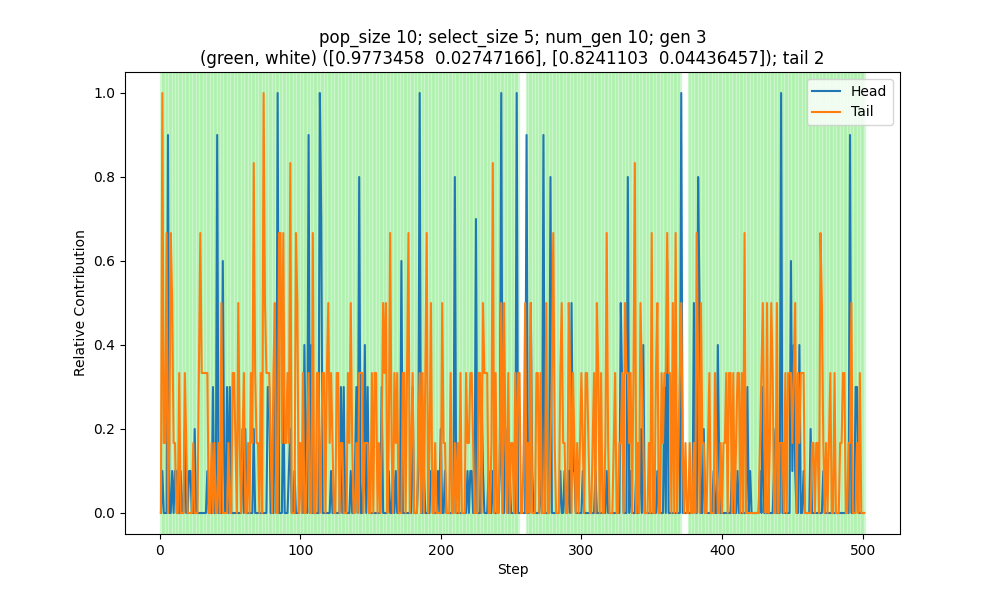 pop_size 10; select_size 5; num_gen 10; gen 3
(green, white) ([0.9773458  0.02747166], [0.8241103  0.04436457]); tail 2
Head
Tail
1.0
0.8
0.6
0.4
0.2
0.0
Relative Contribution
0
100
200
300
400
500
Step